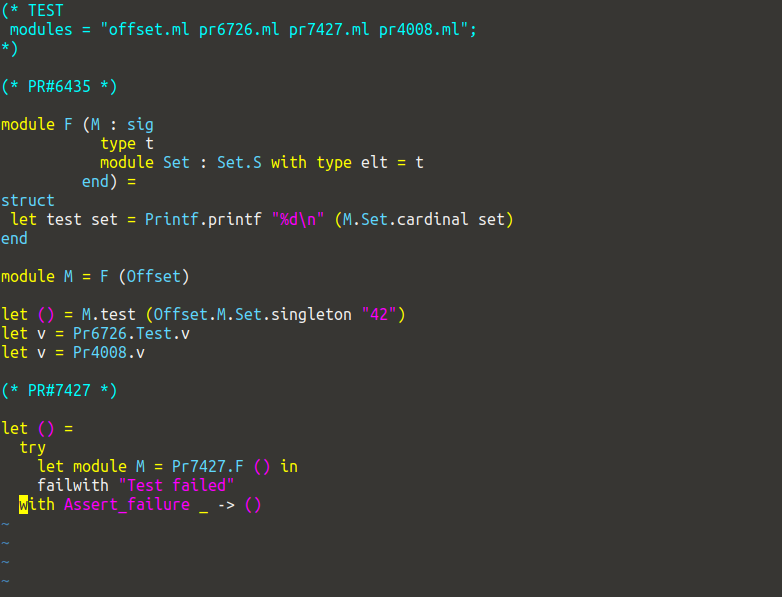 (* TEST
 modules = "offset.ml pr6726.ml pr7427.ml pr4008.ml";
*)

(* PR#6435 *)

module F (M : sig
           type t
           module Set : Set.S with type elt = t
         end) =
struct
 let test set = Printf.printf "%d\n" (M.Set.cardinal set)
end

module M = F (Offset)

let () = M.test (Offset.M.Set.singleton "42")
let v = Pr6726.Test.v
let v = Pr4008.v

(* PR#7427 *)

let () =
  try
    let module M = Pr7427.F () in
    failwith "Test failed"
  with Assert_failure _ -> ()
~
~
~
~